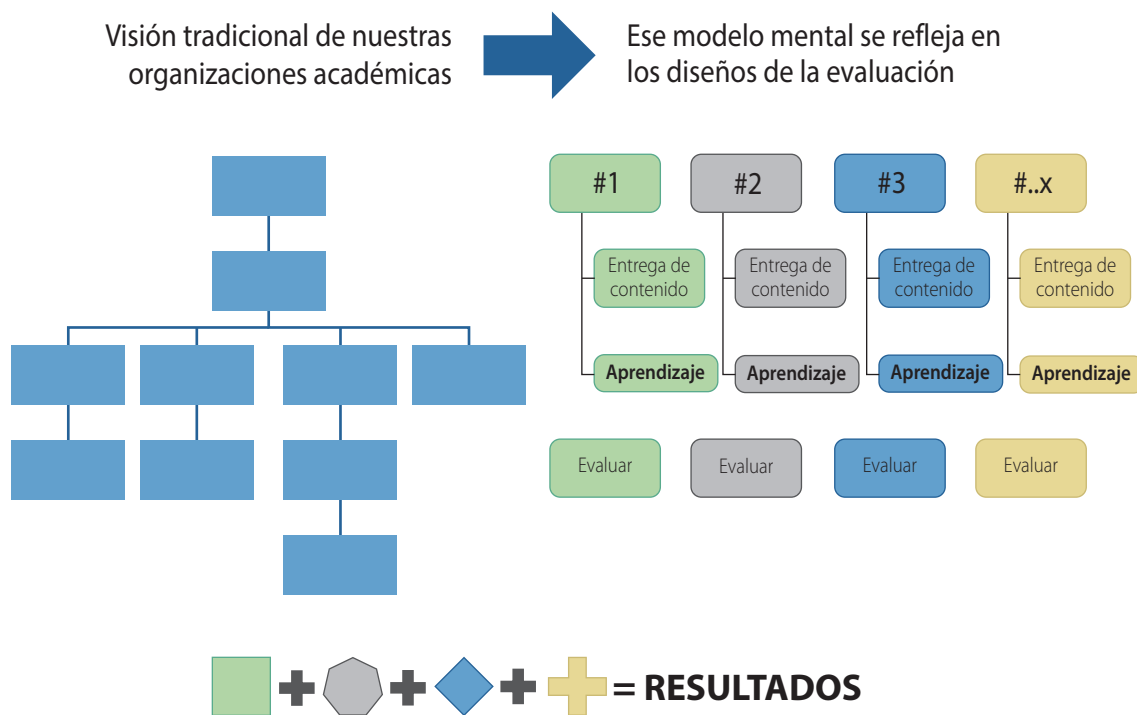 Visión tradicional de nuestras
organizaciones académicas
Ese modelo mental se refleja en
los diseños de la evaluación
#1
#2
#3
#..x
Entrega de
contenido
Entrega de
contenido
Entrega de
contenido
Entrega de
contenido
Aprendizaje
Aprendizaje
Aprendizaje
Aprendizaje
Evaluar
Evaluar
Evaluar
Evaluar
= RESULTADOS